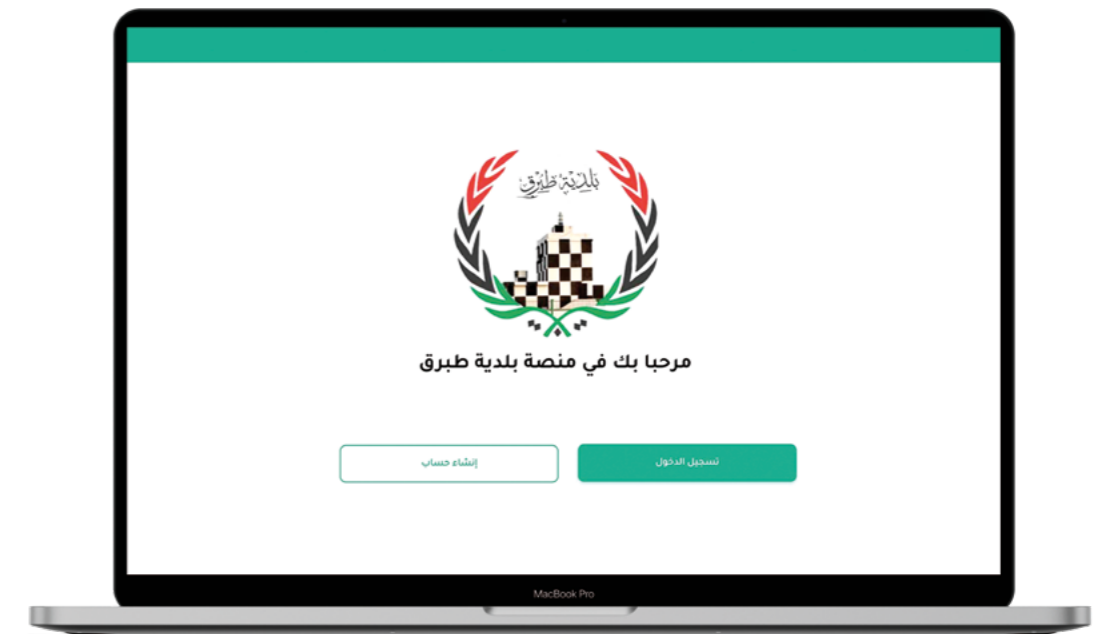 بلدية طبرق
مرحبا بك في منصة بلدية طبرق
تسجيل الدخول
إنشاء حساب
MacBook Pro